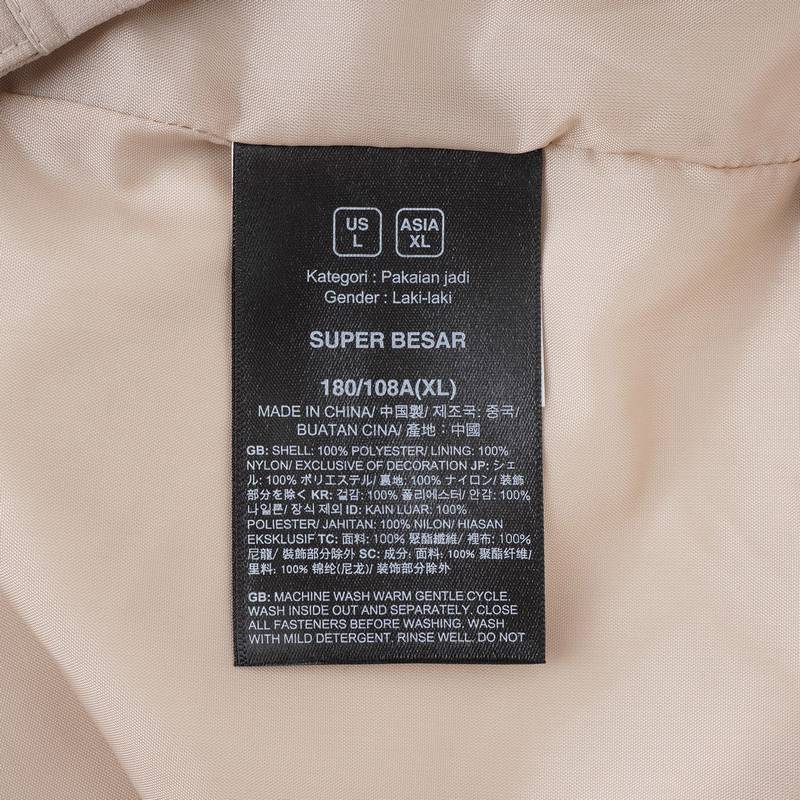 US
L
ASIA
XL
Kategori : Pakaian jadi
Gender : Laki-laki
SUPER BESAR
180/108A(XL)
MADE IN CHINA/ 中国製/ 제조국: 중국/
BUATAN CINA/ 產地：中國
GB: SHELL: 100% POLYESTER/ LINING: 100%
NYLON/ EXCLUSIVE OF DECORATION JP: シェ
ル: 100% ポリエステル/ 裏地: 100% ナイロン/ 装飾
部分を除く KR: 겉감: 100% 폴리에스터/ 안감: 100%
나일론/ 장식 제외 ID: KAIN LUAR: 100%
POLIESTER/ JAHITAN: 100% NILON/ HIASAN
EKSKLUSIF TC: 面料: 100% 聚酯纖維/ 裡布: 100%
尼龍/ 裝飾部分除外 SC: 成分: 面料: 100% 聚酯纤维/
里料: 100% 锦纶(尼龙)/ 装饰部分除外
GB: MACHINE WASH WARM GENTLE CYCLE.
WASH INSIDE OUT AND SEPARATELY. CLOSE
ALL FASTENERS BEFORE WASHING. WASH
WITH MILD DETERGENT. RINSE WELL. DO NOT